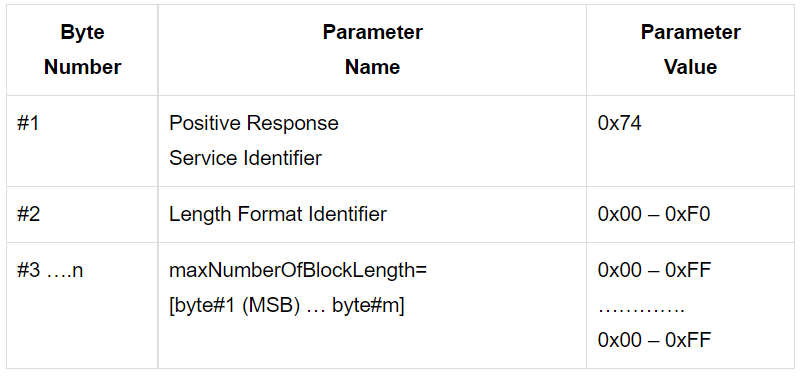 Byte
Number
Parameter
Name
Parameter
Value
#1
Positive Response
Service Identifier
0x74
#2
Length Format Identifier
0x00 – 0xF0
#3 ….n
maxNumberOfBlockLength=
[byte#1 (MSB) … byte#m]
0x00 – 0xFF
………….
0x00 – 0xFF